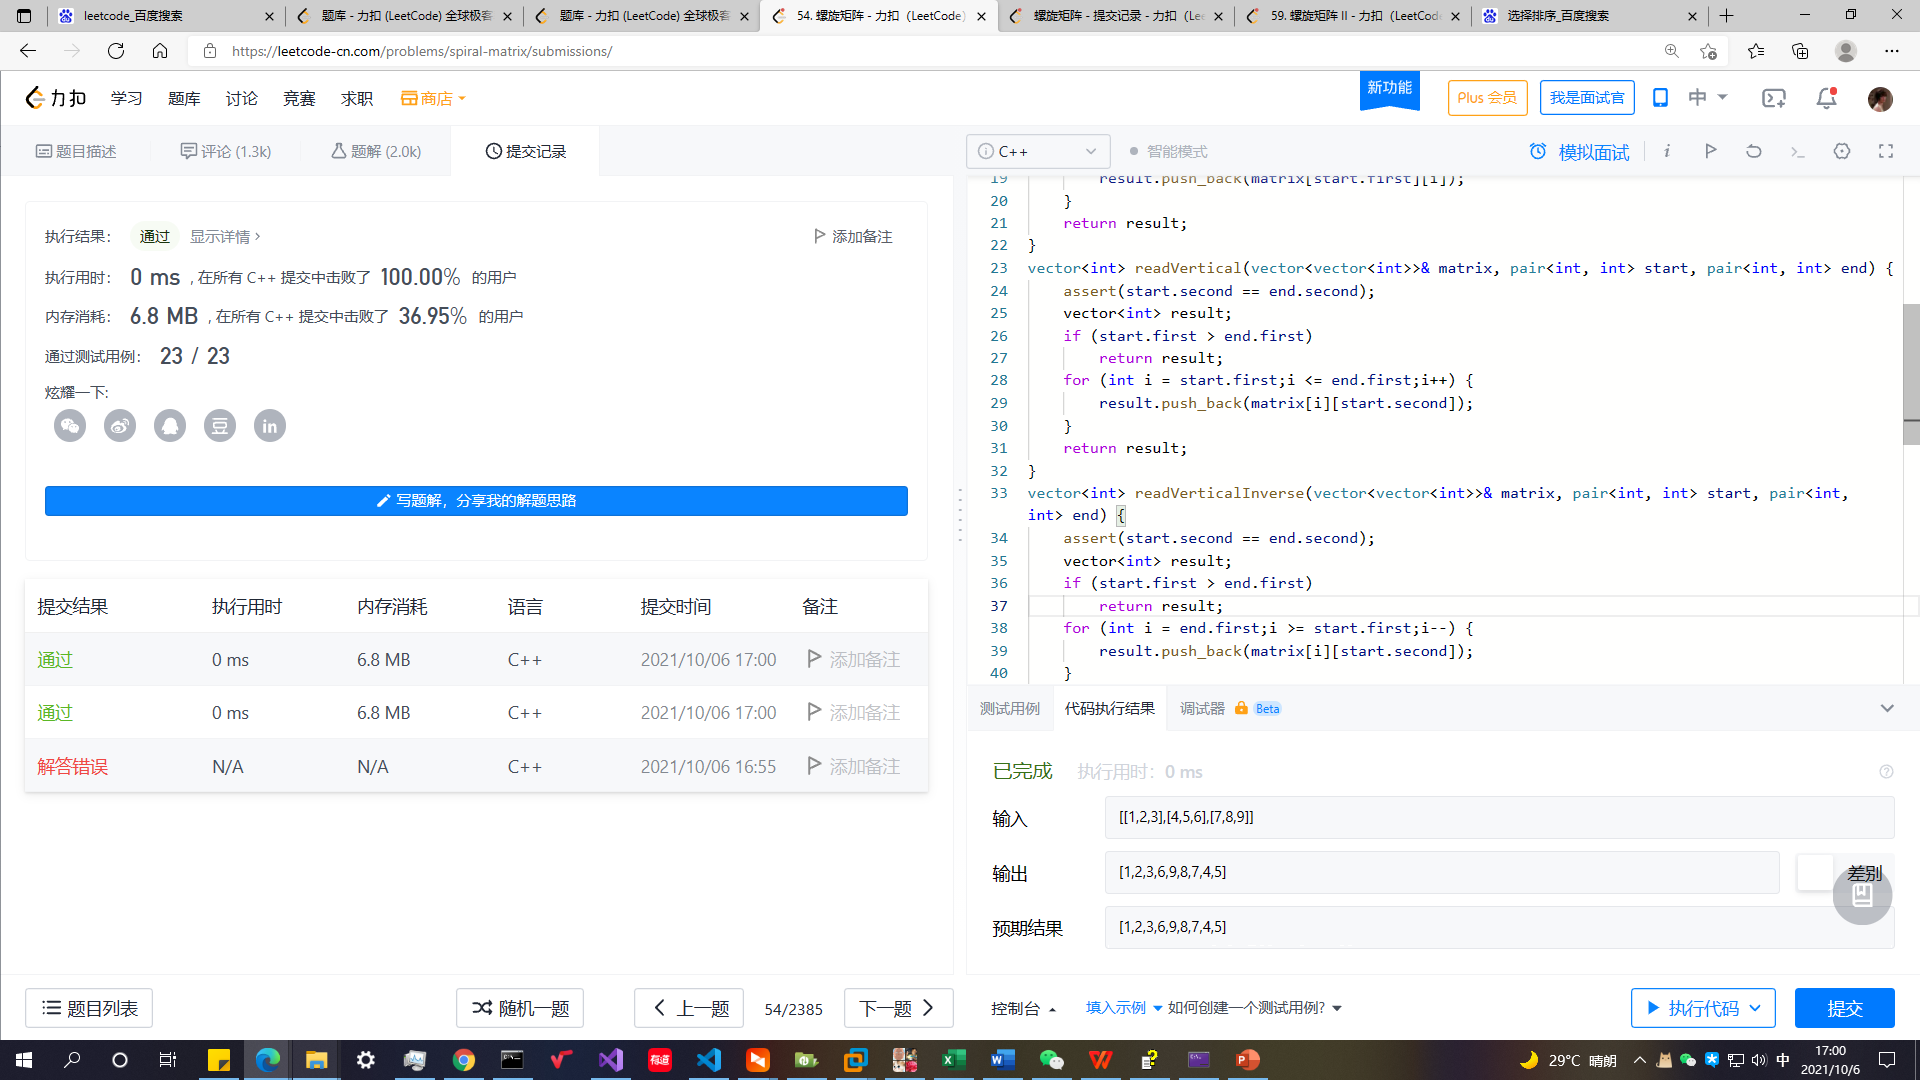 leetcode_百度搜索
题库 - 力扣 (LeetCode) 全球极客
题库 - 力扣 (LeetCode) 全球极客
54. 螺旋矩阵 - 力扣（LeetCode）
螺旋矩阵 - 提交记录 - 力扣（Lee
59. 螺旋矩阵 II - 力扣（LeetCod
选择排序_百度搜索
https://leetcode-cn.com/problems/spiral-matrix/submissions/
力扣
学习
题库
讨论
竞赛
求职
商店
新功能
Plus 会员
我是面试官
中
题目描述
评论 (1.3k)
题解 (2.0k)
提交记录
C++
智能模式
模拟面试
执行结果：
通过
显示详情 >
添加备注
执行用时：
0 ms , 在所有 C++ 提交中击败了 100.00% 的用户
内存消耗：
6.8 MB , 在所有 C++ 提交中击败了 36.95% 的用户
通过测试用例：
23 / 23
炫耀一下:
写题解，分享我的解题思路
提交结果 执行用时 内存消耗 语言 提交时间 备注
通过 0 ms 6.8 MB C++ 2021/10/06 17:00 添加备注
通过 0 ms 6.8 MB C++ 2021/10/06 17:00 添加备注
解答错误 N/A N/A C++ 2021/10/06 16:55 添加备注
19 result.push_back(matrix[start.first][i]);
20 }
21 return result;
22 }
23 vector<int> readVertical(vector<vector<int>>& matrix, pair<int, int> start, pair<int, int> end) {
24 assert(start.second == end.second);
25 vector<int> result;
26 if (start.first > end.first)
27 return result;
28 for (int i = start.first;i <= end.first;i++) {
29 result.push_back(matrix[i][start.second]);
30 }
31 return result;
32 }
33 vector<int> readVerticalInverse(vector<vector<int>>& matrix, pair<int, int> start, pair<int,
int> end) {
34 assert(start.second == end.second);
35 vector<int> result;
36 if (start.first > end.first)
37 return result;
38 for (int i = end.first;i >= start.first;i--) {
39 result.push_back(matrix[i][start.second]);
40 }
测试用例
代码执行结果
调试器
Beta
已完成
执行用时：0 ms
输入
[[1,2,3],[4,5,6],[7,8,9]]
输出
[1,2,3,6,9,8,7,4,5]
差别
预期结果
[1,2,3,6,9,8,7,4,5]
题目列表
随机一题
上一题
54/2385
下一题
控制台
填入示例
如何创建一个测试用例?
执行代码
提交
29°C 晴朗
中
17:00
2021/10/6